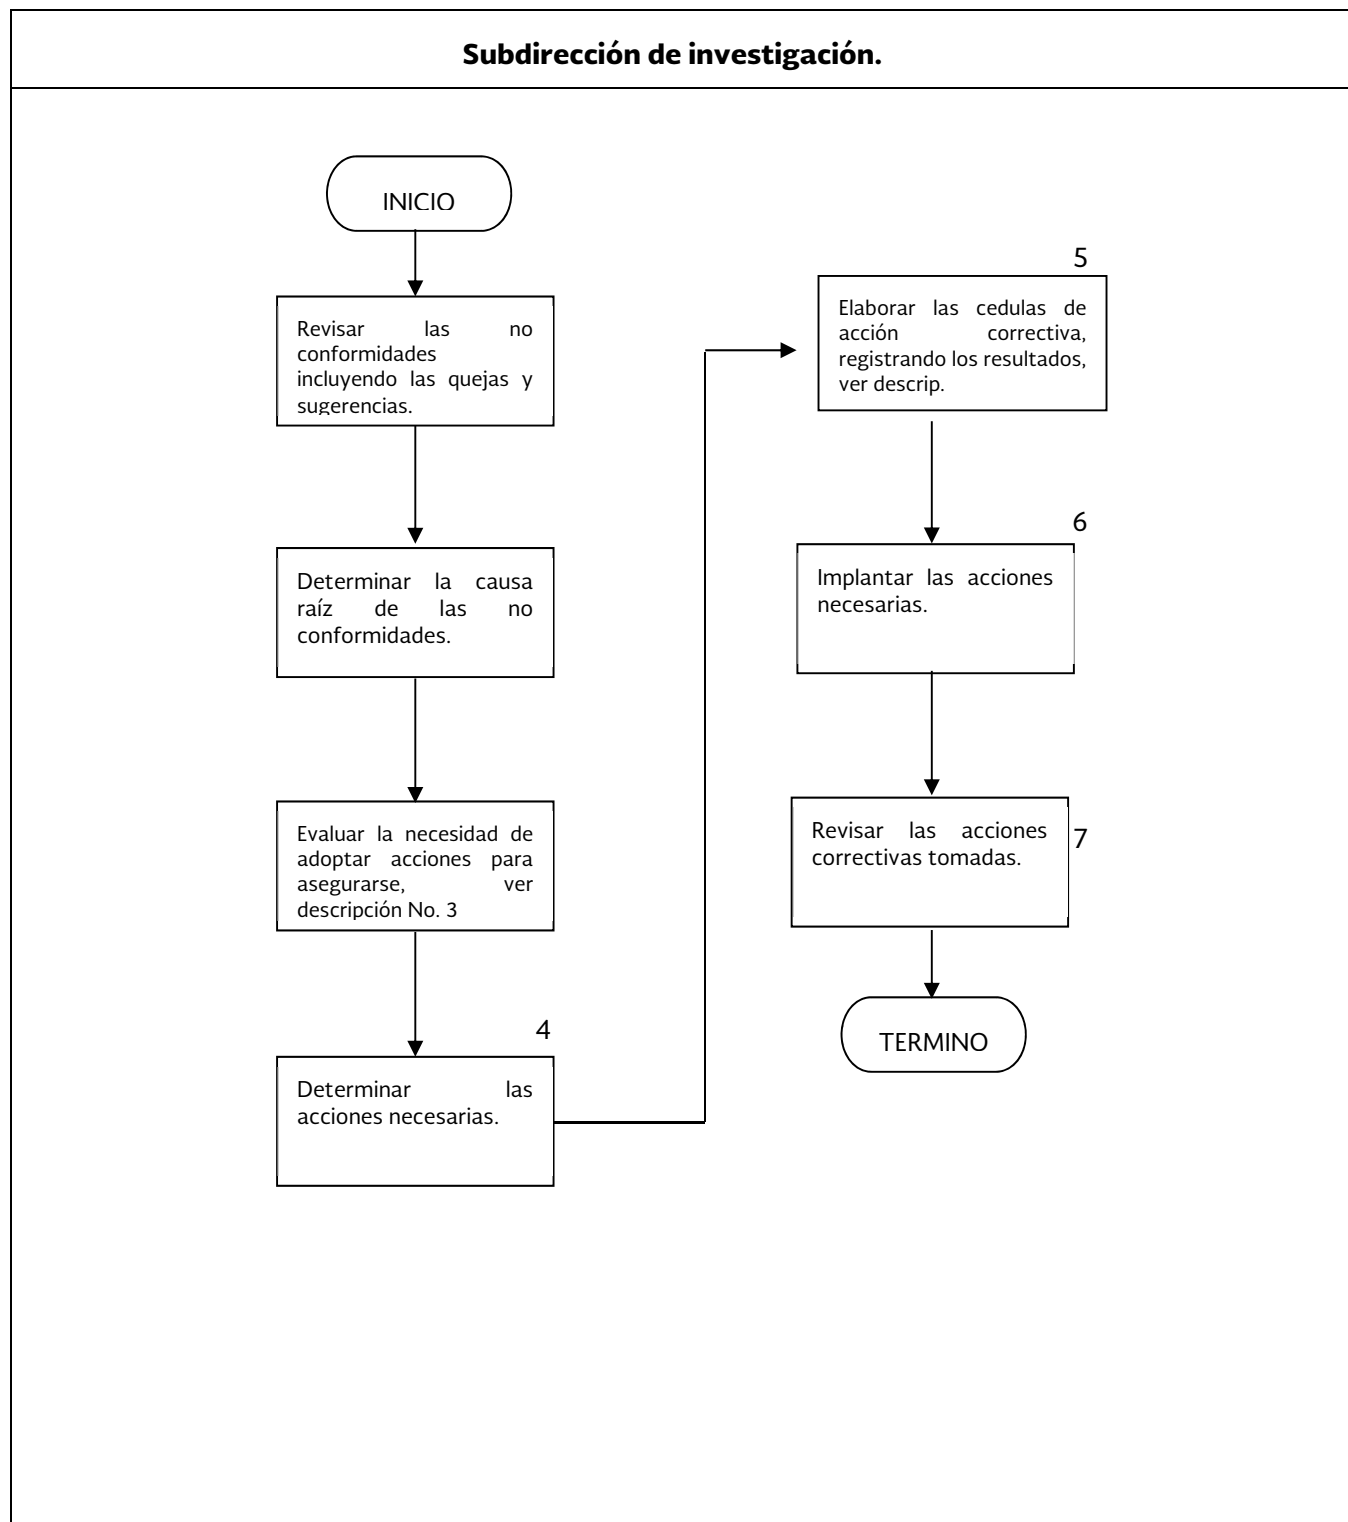 Subdirección de investigación.
INICIO
Revisar las no
conformidades
incluyendo las quejas y
sugerencias.
Determinar la causa
raíz de las no
conformidades.
Evaluar la necesidad de
adoptar acciones para
asegurarse, ver
descripción No. 3
4
Determinar las
acciones necesarias.
5
Elaborar las cedulas de
acción correctiva,
registrando los resultados,
ver descrip.
6
Implantar las acciones
necesarias.
Revisar las acciones
correctivas tomadas.
7
TERMINO